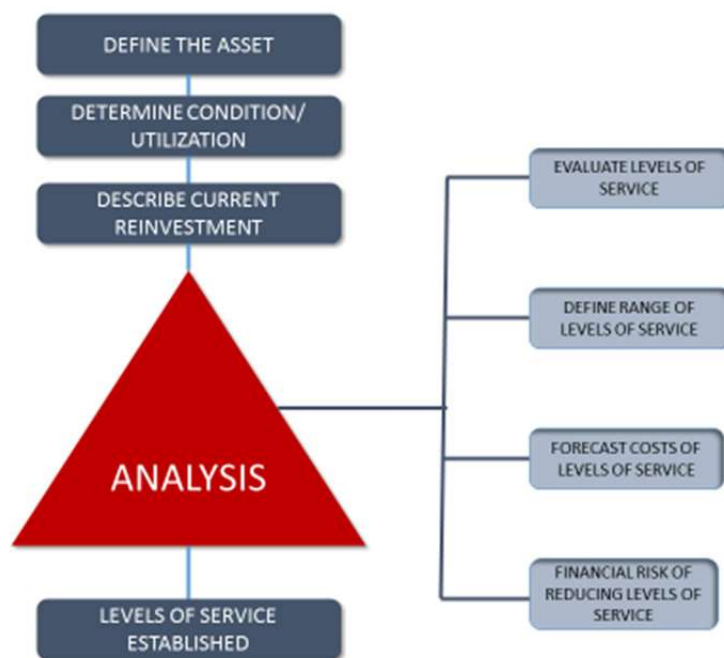 DEFINE THE ASSET
DETERMINE CONDITION/
UTILIZATION
DESCRIBE CURRENT
REINVESTMENT
ANALYSIS
LEVELS OF SERVICE
ESTABLISHED
EVALUATE LEVELS OF
SERVICE
DEFINE RANGE OF
LEVELS OF SERVICE
FORECAST COSTS OF
LEVELS OF SERVICE
FINANCIAL RISK OF
REDUCING LEVELS OF
SERVICE